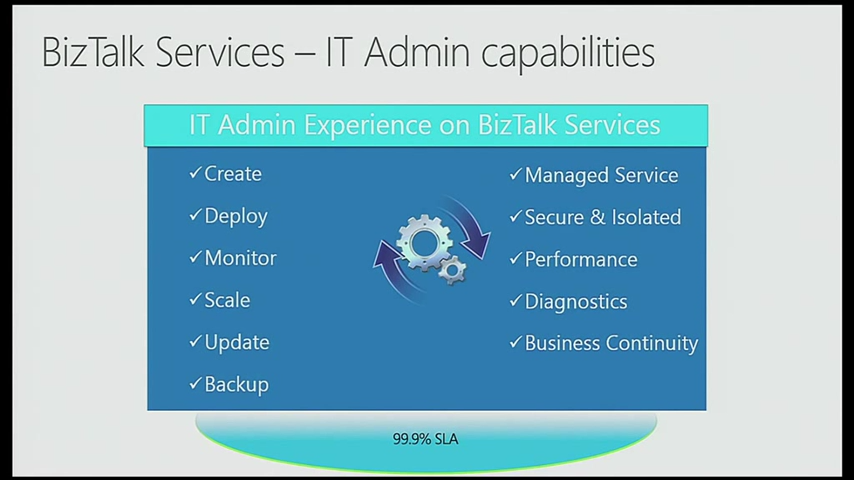 BizTalk Services – IT Admin capabilities
IT Admin Experience on BizTalk Services
✓Create
✓Deploy
✓Monitor
✓Scale
✓Update
✓Backup
✓Managed Service
✓Secure & Isolated
✓Performance
✓Diagnostics
✓Business Continuity
99.9% SLA